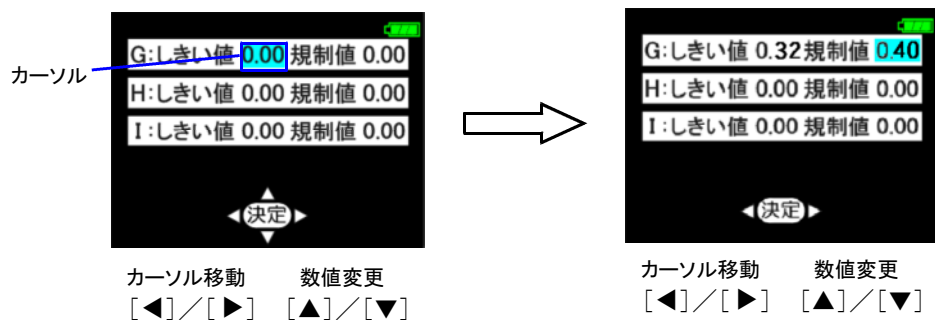 カーソル
G:しきい値 0.00 規制値 0.00
H:しきい値 0.00 規制値 0.00
I:しきい値 0.00 規制値 0.00
◀決定▶
カーソル移動 数値変更
[◀]／[▶] [▲]／[▼]
G:しきい値 0.32規制値 0.40
H:しきい値 0.00 規制値 0.00
I:しきい値 0.00 規制値 0.00
◀決定▶
カーソル移動 数値変更
[◀]／[▶] [▲]／[▼]